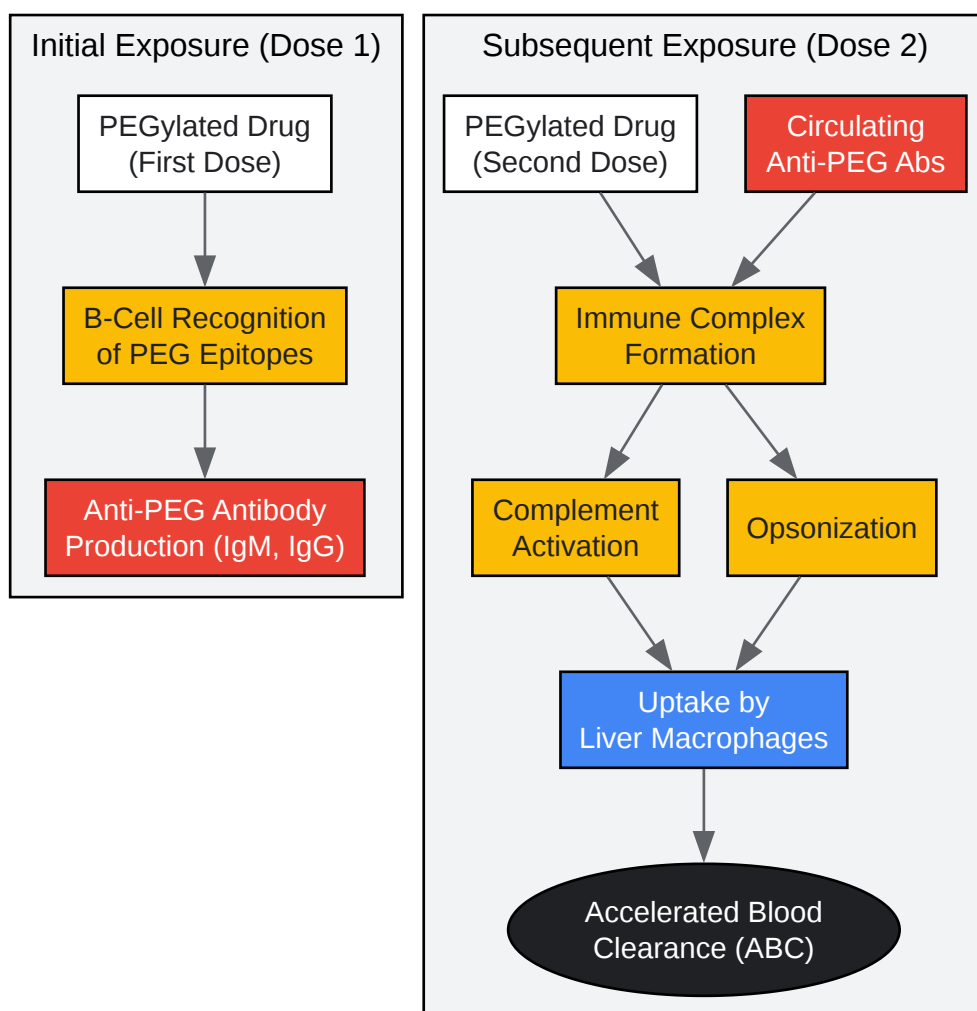 Initial Exposure (Dose 1)
PEGylated Drug
(First Dose)
B-Cell Recognition
of PEG Epitopes
Anti-PEG Antibody
Production (IgM, IgG)
Subsequent Exposure (Dose 2)
PEGylated Drug
(Second Dose)
Circulating
Anti-PEG Abs
Immune Complex
Formation
Complement
Activation
Opsonization
Uptake by
Liver Macrophages
Accelerated Blood
Clearance (ABC)